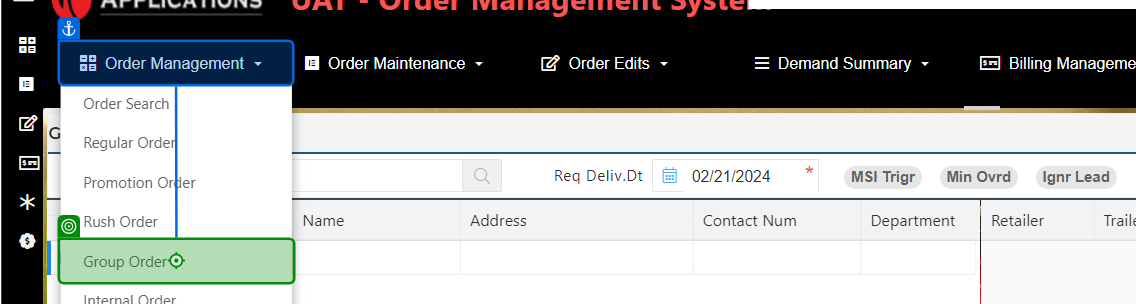 APPLICATIONS UAT - Order Management System
Order Management Order Maintenance Order Edits Demand Summary Billing Manageme
Order Search
Regular Order
Promotion Order
Req Deliv.Dt 02/21/2024 * MSI Trigr Min Ovrd Ignr Lead
Rush Order
Name Address Contact Num Department Retailer Traile
Group Order
Internal Order